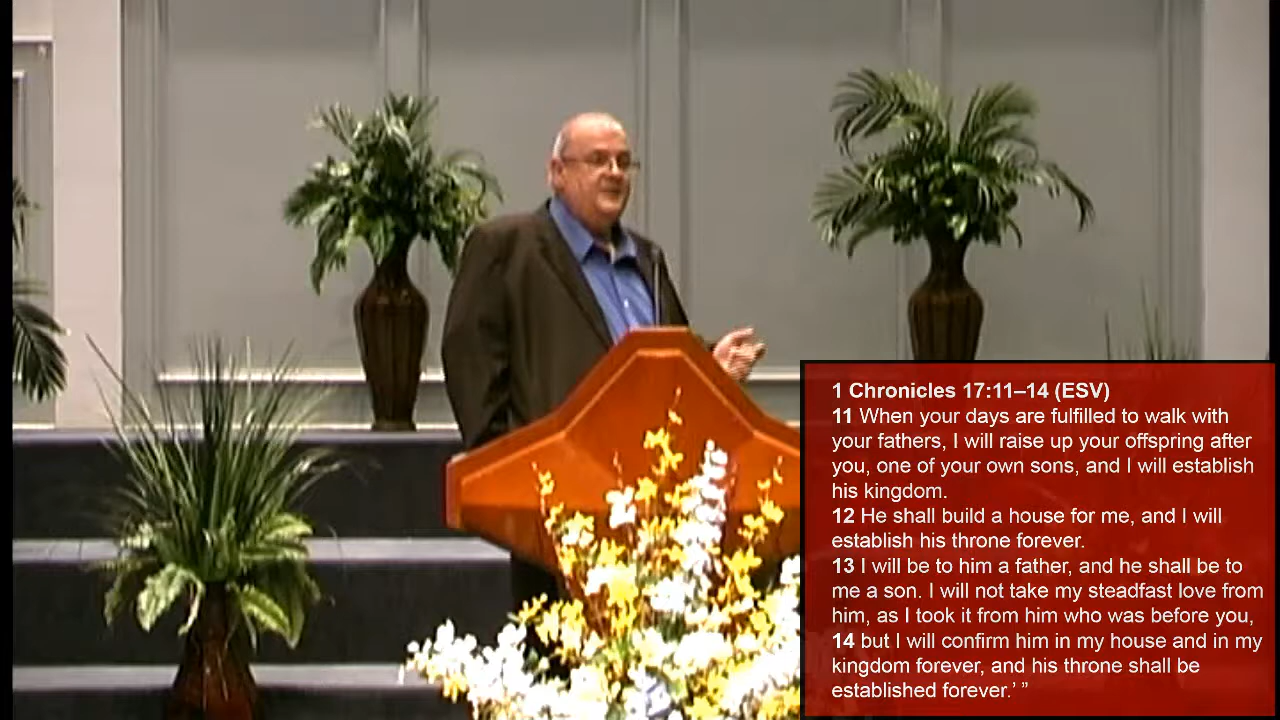 1 Chronicles 17:11–14 (ESV)
11 When your days are fulfilled to walk with
your fathers, I will raise up your offspring after
you, one of your own sons, and I will establish
his kingdom.
12 He shall build a house for me, and I will
establish his throne forever.
13 I will be to him a father, and he shall be to
me a son. I will not take my steadfast love from
him, as I took it from him who was before you,
14 but I will confirm him in my house and in my
kingdom forever, and his throne shall be
established forever.’ ”